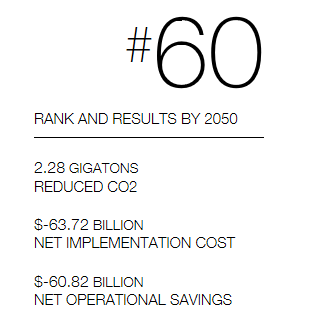 #60
RANK AND RESULTS BY 2050
2.28 GIGATONS
REDUCED CO2
$-63.72 BILLION
NET IMPLEMENTATION COST
$-60.82 BILLION
NET OPERATIONAL SAVINGS